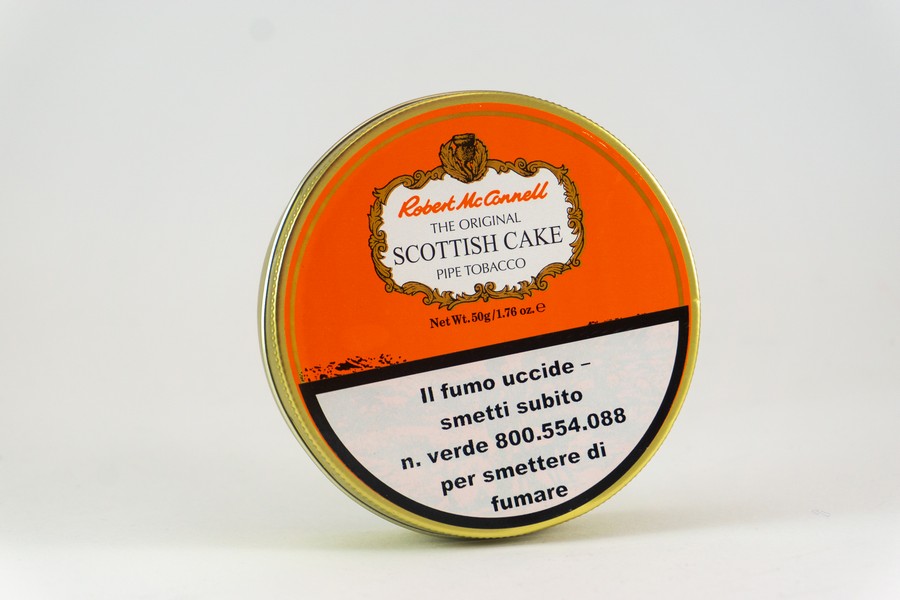 Robert McConnell
THE ORIGINAL
SCOTTISH CAKE
PIPE TOBACCO
Net Wt. 50g/1.76 oz. ℮
Il fumo uccide –
smetti subito
n. verde 800.554.088
per smettere di
fumare